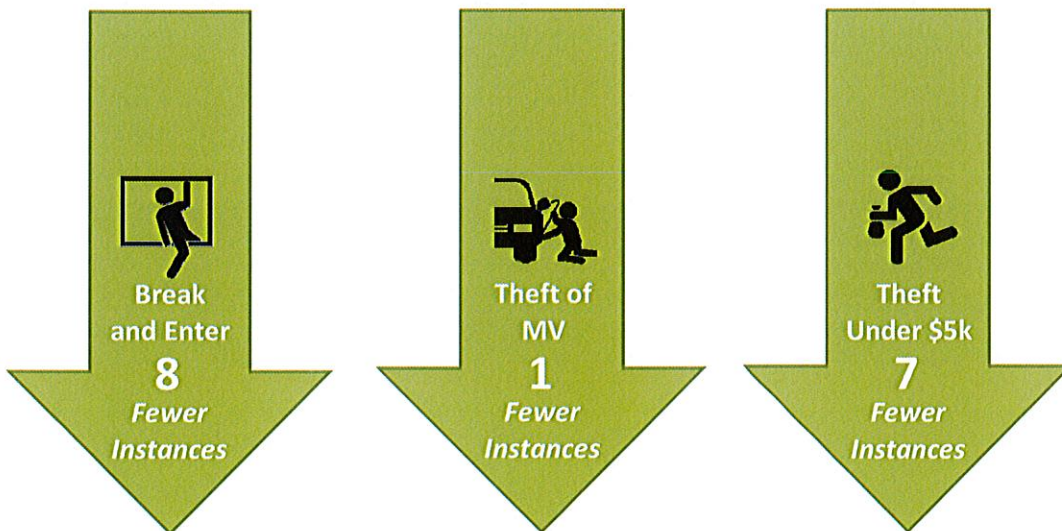 Break
and Enter
8
Fewer
Instances
Theft of
MV
1
Fewer
Instances
Theft
Under $5k
7
Fewer
Instances